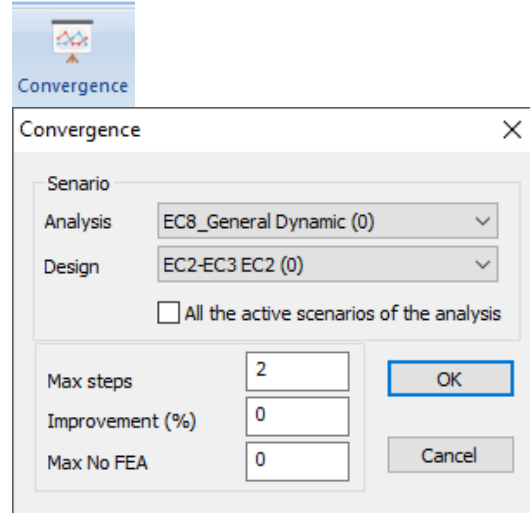 Convergence
Convergence
Senario
Analysis EC8_General Dynamic (0)
Design EC2-EC3 EC2 (0)
All the active scenarios of the analysis
Max steps 2 OK
Improvement (%) 0
Max No FEA 0 Cancel